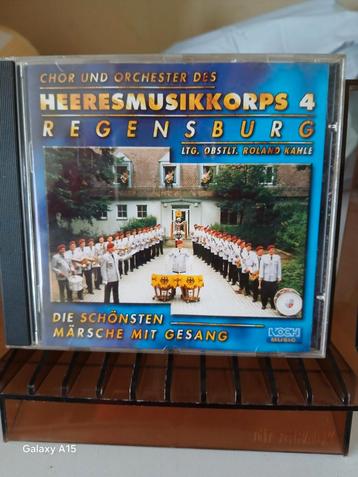 CHOR UND ORCHESTER DES
HEERESMUSIKKORPS 4
REGENSBURG
LTG. OBSTLT. ROLAND KAHLE
DIE SCHÖNSTEN
MÄRSCHE MIT GESANG
KOCH
MUSIC
Galaxy A15